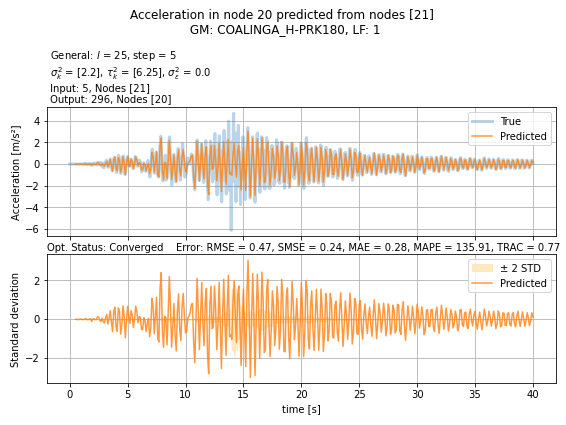 Acceleration in node 20 predicted from nodes [21]
GM: COALINGA_H-PRK180, LF: 1
General: l = 25, step = 5
σ²ₖ = [2.2], τ²ₖ = [6.25], σ²ε = 0.0
Input: 5, Nodes [21]
Output: 296, Nodes [20]
Acceleration [m/s²]
4
2
0
−2
−4
−6
True
Predicted
Opt. Status: Converged Error: RMSE = 0.47, SMSE = 0.24, MAE = 0.28, MAPE = 135.91, TRAC = 0.77
Standard deviation
2
0
−2
± 2 STD
Predicted
0 5 10 15 20 25 30 35 40
time [s]